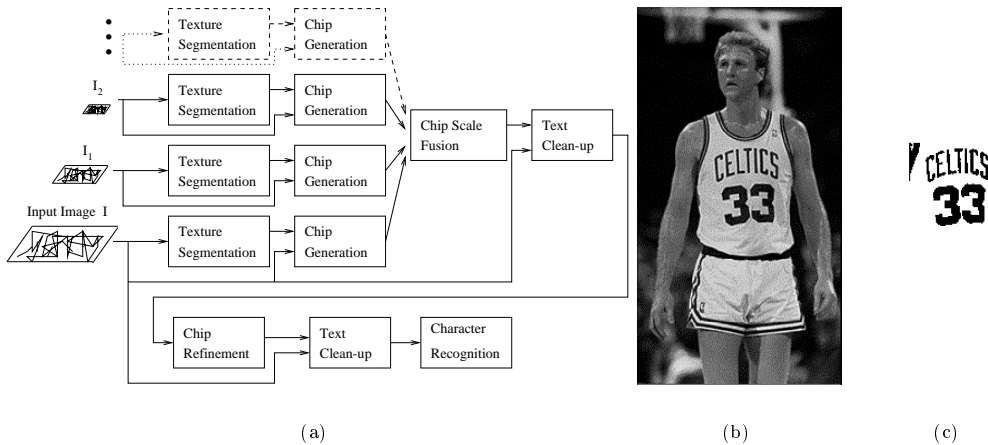 Texture
Segmentation
Chip
Generation
I2
Texture
Segmentation
Chip
Generation
Chip Scale
Fusion
Text
Clean-up
I1
Texture
Segmentation
Chip
Generation
Input Image I
Texture
Segmentation
Chip
Generation
Chip
Refinement
Text
Clean-up
Character
Recognition
CELTICS
33
CELTICS
33
(a)
(b)
(c)